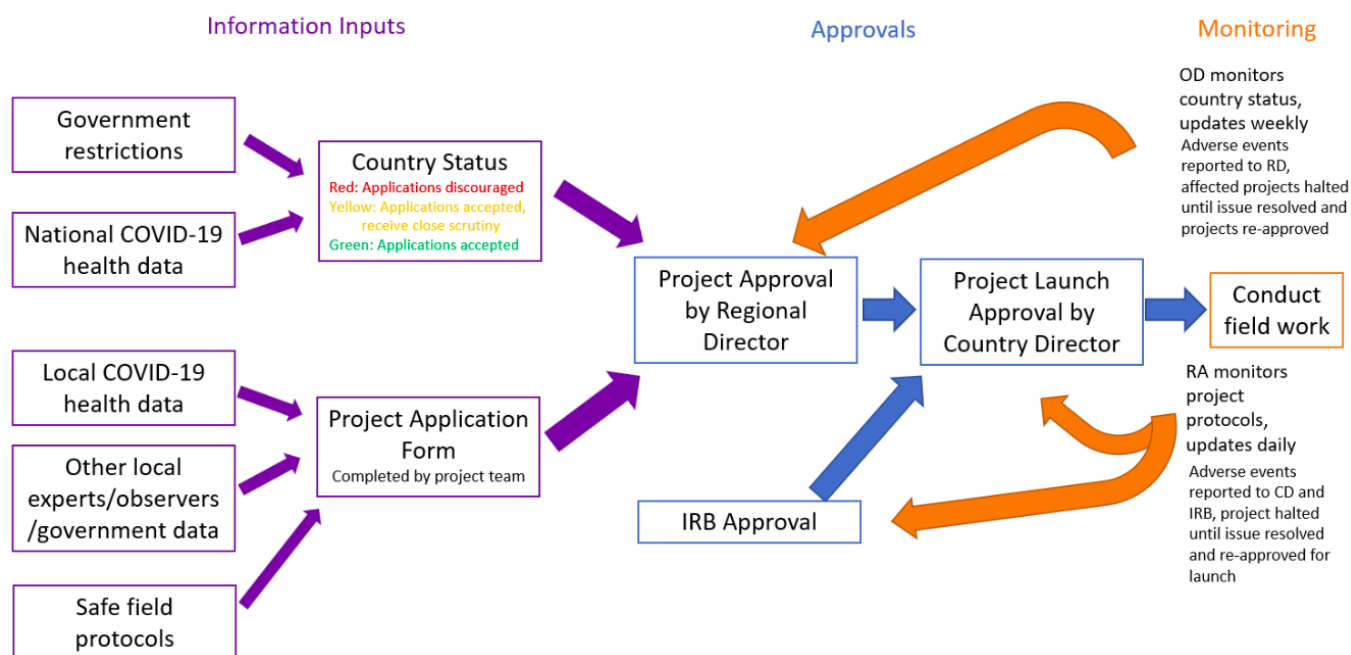 Information Inputs
Approvals
Monitoring
Government
restrictions
National COVID-19
health data
Country Status
Red: Applications discouraged
Yellow: Applications accepted,
receive close scrutiny
Green: Applications accepted
Local COVID-19
health data
Other local
experts/observers
/government data
Safe field
protocols
Project Application
Form
Completed by project team
Project Approval
by Regional
Director
IRB Approval
Project Launch
Approval by
Country Director
OD monitors
country status,
updates weekly
Adverse events
reported to RD,
affected projects halted
until issue resolved and
projects re-approved
Conduct
field work
RA monitors
project
protocols,
updates daily
Adverse events
reported to CD and
IRB, project halted
until issue resolved
and re-approved for
launch